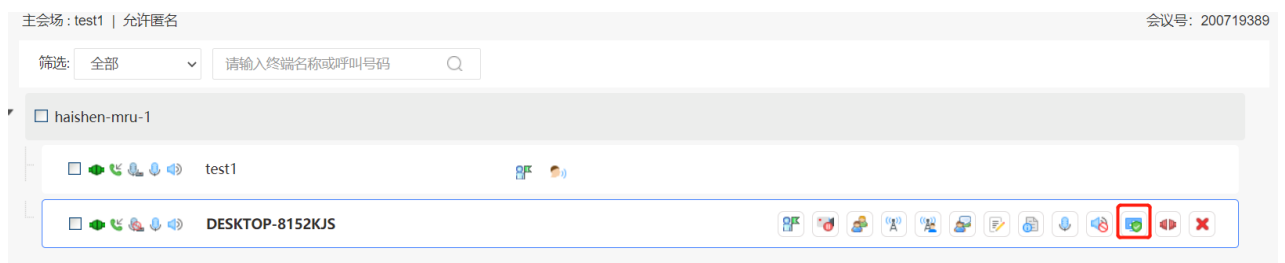 主会场 : test1 | 允许匿名 会议号：200719389
筛选: 全部 请输入终端名称或呼叫号码
haishen-mru-1
test1
DESKTOP-8152KJS